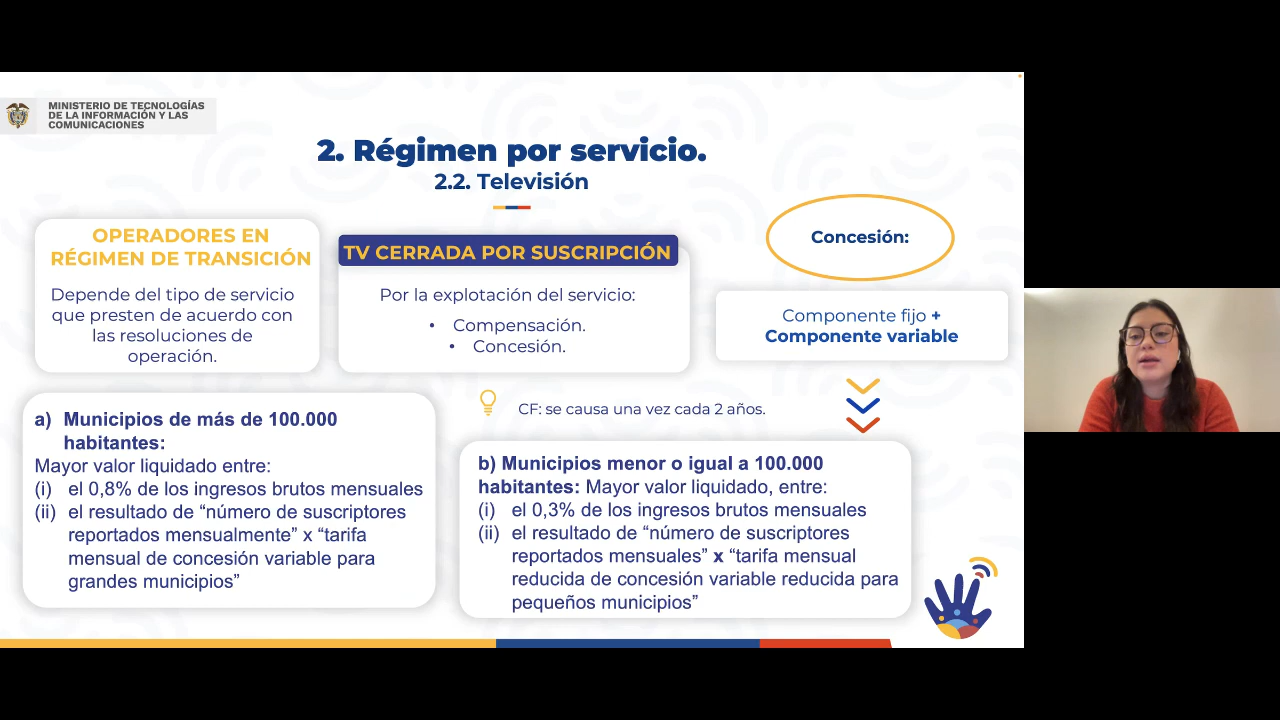 MINISTERIO DE TECNOLOGÍAS
DE LA INFORMACIÓN Y LAS
COMUNICACIONES
2. Régimen por servicio.
2.2. Televisión
OPERADORES EN
RÉGIMEN DE TRANSICIÓN
Depende del tipo de servicio
que presten de acuerdo con
las resoluciones de
operación.
TV CERRADA POR SUSCRIPCIÓN
Por la explotación del servicio:
• Compensación.
• Concesión.
Concesión:
Componente fijo +
Componente variable
CF: se causa una vez cada 2 años.
a) Municipios de más de 100.000
habitantes:
Mayor valor liquidado entre:
(i) el 0,8% de los ingresos brutos mensuales
(ii) el resultado de “número de suscriptores
reportados mensualmente” x “tarifa
mensual de concesión variable para
grandes municipios”
b) Municipios menor o igual a 100.000
habitantes: Mayor valor liquidado, entre:
(i) el 0,3% de los ingresos brutos mensuales
(ii) el resultado de “número de suscriptores
reportados mensuales” x “tarifa mensual
reducida de concesión variable reducida para
pequeños municipios”